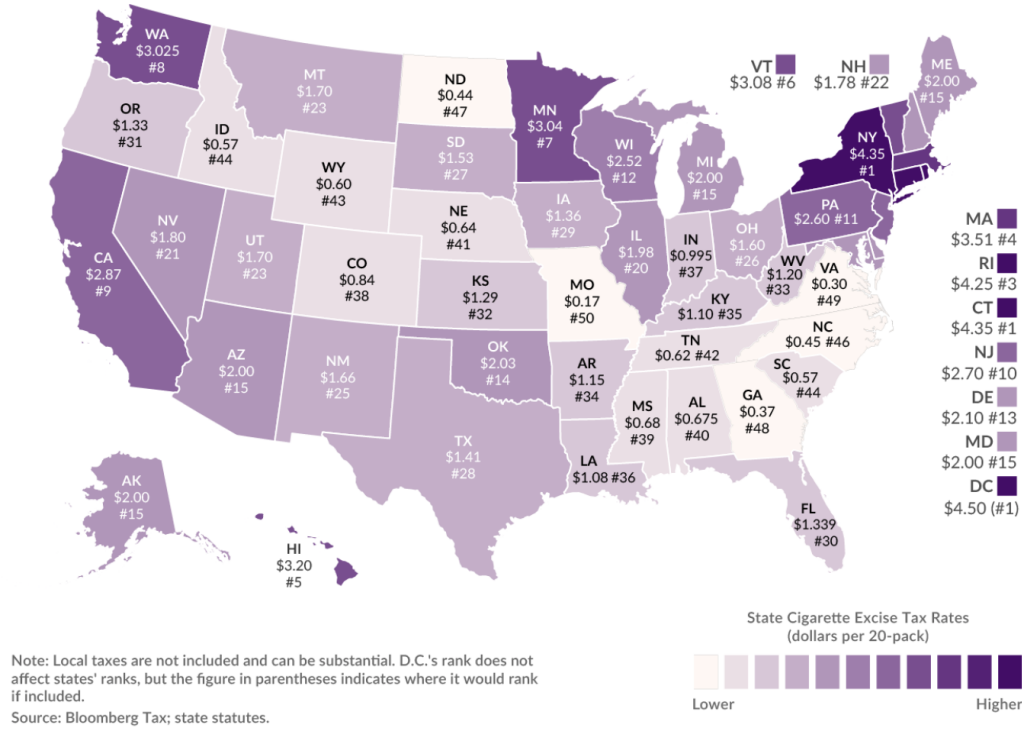 WA
$3.025
#8
MT
$1.70
#23
ND
$0.44
#47
MN
$3.04
#7
VT
$3.08 #6
NH
$1.78 #22
ME
$2.00
#15
OR
$1.33
#31
ID
$0.57
#44
WY
$0.60
#43
SD
$1.53
#27
WI
$2.52
#12
MI
$2.00
#15
NY
$4.35
#1
NV
$1.80
#21
UT
$1.70
#23
CO
$0.84
#38
NE
$0.64
#41
IA
$1.36
#29
IL
$1.98
#20
IN
$0.995
#37
OH
$1.60
#26
PA
$2.60 #11
CA
$2.87
#9
KS
$1.29
#32
MO
$0.17
#50
KY
$1.10 #35
WV
$1.20
#33
VA
$0.30
#49
MA
$3.51 #4
RI
$4.25 #3
CT
$4.35 #1
NJ
$2.70 #10
DE
$2.10 #13
MD
$2.00 #15
DC
$4.50 (#1)
AZ
$2.00
#15
NM
$1.66
#25
OK
$2.03
#14
AR
$1.15
#34
TN
$0.62 #42
NC
$0.45 #46
SC
$0.57
#44
TX
$1.41
#28
LA
$1.08 #36
MS
$0.68
#39
AL
$0.675
#40
GA
$0.37
#48
FL
$1.339
#30
AK
$2.00
#15
HI
$3.20
#5
State Cigarette Excise Tax Rates
(dollars per 20-pack)
Lower
Higher
Note: Local taxes are not included and can be substantial. D.C.'s rank does not
affect states' ranks, but the figure in parentheses indicates where it would rank
if included.
Source: Bloomberg Tax; state statutes.